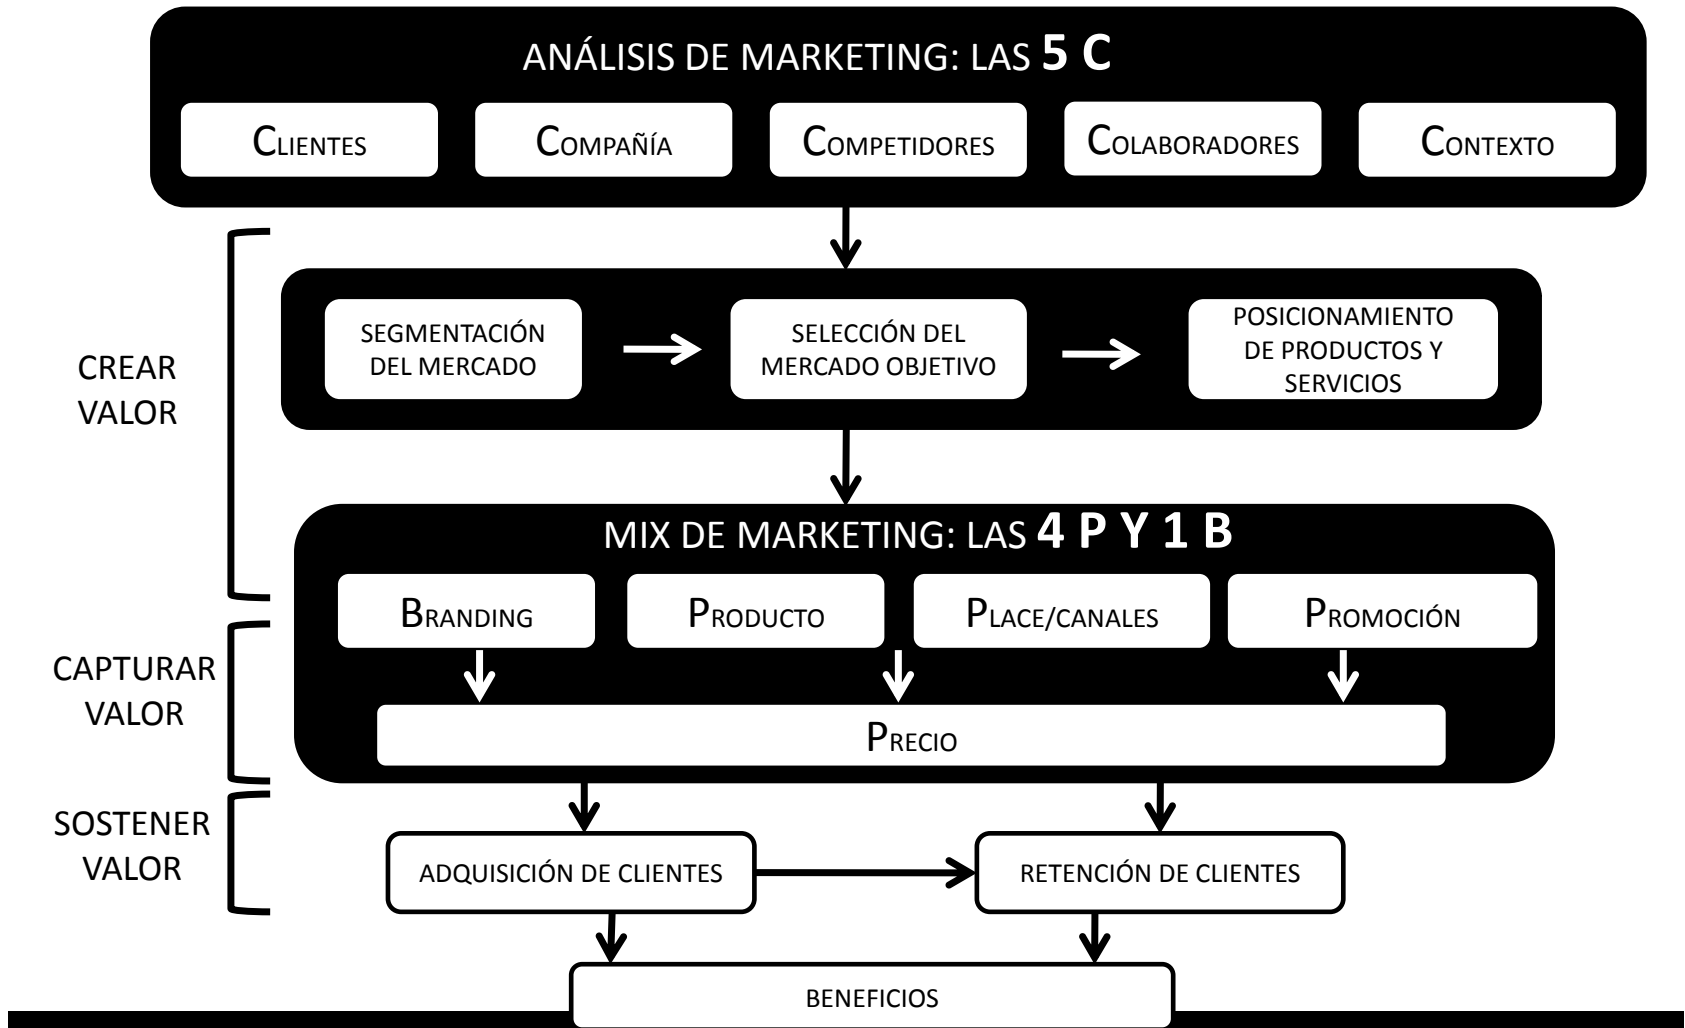 ANÁLISIS DE MARKETING: LAS 5 C
CLIENTES
COMPAÑÍA
COMPETIDORES
COLABORADORES
CONTEXTO
CREAR
VALOR
SEGMENTACIÓN
DEL MERCADO
SELECCIÓN DEL
MERCADO OBJETIVO
POSICIONAMIENTO
DE PRODUCTOS Y
SERVICIOS
MIX DE MARKETING: LAS 4 P Y 1 B
BRANDING
PRODUCTO
PLACE/CANALES
PROMOCIÓN
CAPTURAR
VALOR
PRECIO
SOSTENER
VALOR
ADQUISICIÓN DE CLIENTES
RETENCIÓN DE CLIENTES
BENEFICIOS